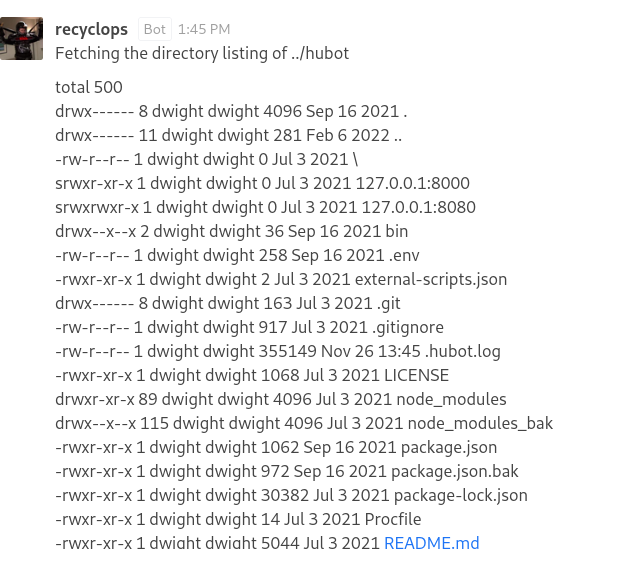 recyclops Bot 1:45 PM
Fetching the directory listing of ../hubot
total 500
drwx------ 8 dwight dwight 4096 Sep 16 2021 .
drwx------ 11 dwight dwight 281 Feb 6 2022 ..
-rw-r--r-- 1 dwight dwight 0 Jul 3 2021 \
srwxr-xr-x 1 dwight dwight 0 Jul 3 2021 127.0.0.1:8000
srwxrwxr-x 1 dwight dwight 0 Jul 3 2021 127.0.0.1:8080
drwx--x--x 2 dwight dwight 36 Sep 16 2021 bin
-rw-r--r-- 1 dwight dwight 258 Sep 16 2021 .env
-rwxr-xr-x 1 dwight dwight 2 Jul 3 2021 external-scripts.json
drwx------ 8 dwight dwight 163 Jul 3 2021 .git
-rw-r--r-- 1 dwight dwight 917 Jul 3 2021 .gitignore
-rw-r--r-- 1 dwight dwight 355149 Nov 26 13:45 .hubot.log
-rwxr-xr-x 1 dwight dwight 1068 Jul 3 2021 LICENSE
drwxr-xr-x 89 dwight dwight 4096 Jul 3 2021 node_modules
drwx--x--x 115 dwight dwight 4096 Jul 3 2021 node_modules_bak
-rwxr-xr-x 1 dwight dwight 1062 Sep 16 2021 package.json
-rwxr-xr-x 1 dwight dwight 972 Sep 16 2021 package.json.bak
-rwxr-xr-x 1 dwight dwight 30382 Jul 3 2021 package-lock.json
-rwxr-xr-x 1 dwight dwight 14 Jul 3 2021 Procfile
-rwxr-xr-x 1 dwight dwight 5044 Jul 3 2021 README.md